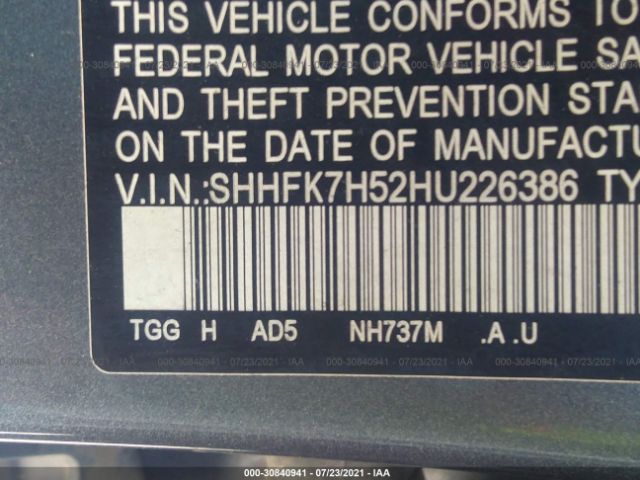 THIS VEHICLE CONFORMS TO
FEDERAL MOTOR VEHICLE SA
AND THEFT PREVENTION STA
ON THE DATE OF MANUFACTU
V.I.N.:SHHFK7H52HU226386 TY
TGG H AD5 NH737M .A .U
000-30840941 / 07/23/2021 - IAA